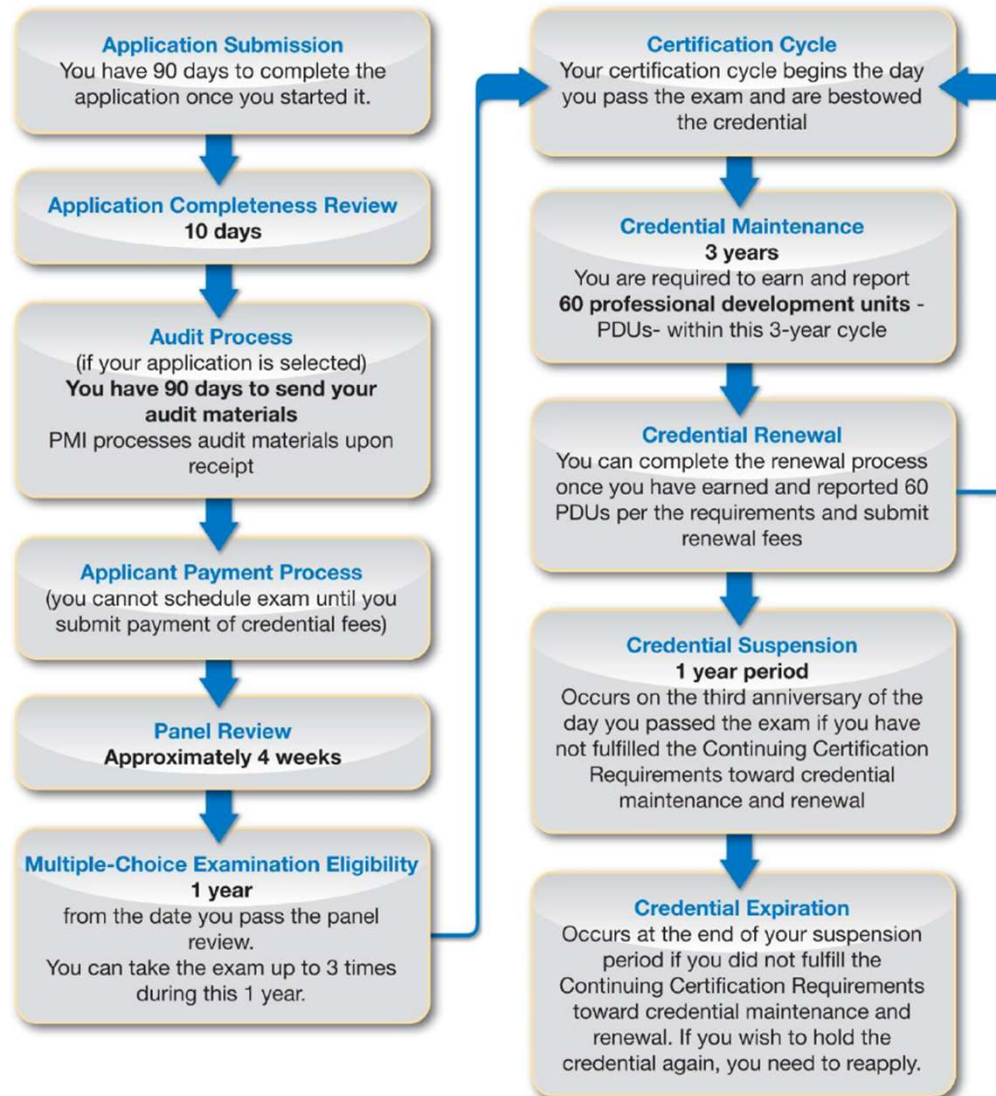 Application Submission
You have 90 days to complete the
application once you started it.
Application Completeness Review
10 days
Audit Process
(if your application is selected)
You have 90 days to send your
audit materials
PMI processes audit materials upon
receipt
Applicant Payment Process
(you cannot schedule exam until you
submit payment of credential fees)
Panel Review
Approximately 4 weeks
Multiple-Choice Examination Eligibility
1 year
from the date you pass the panel
review.
You can take the exam up to 3 times
during this 1 year.
Certification Cycle
Your certification cycle begins the day
you pass the exam and are bestowed
the credential
Credential Maintenance
3 years
You are required to earn and report
60 professional development units -
PDUs- within this 3-year cycle
Credential Renewal
You can complete the renewal process
once you have earned and reported 60
PDUs per the requirements and submit
renewal fees
Credential Suspension
1 year period
Occurs on the third anniversary of the
day you passed the exam if you have
not fulfilled the Continuing Certification
Requirements toward credential
maintenance and renewal
Credential Expiration
Occurs at the end of your suspension
period if you did not fulfill the
Continuing Certification Requirements
toward credential maintenance and
renewal. If you wish to hold the
credential again, you need to reapply.